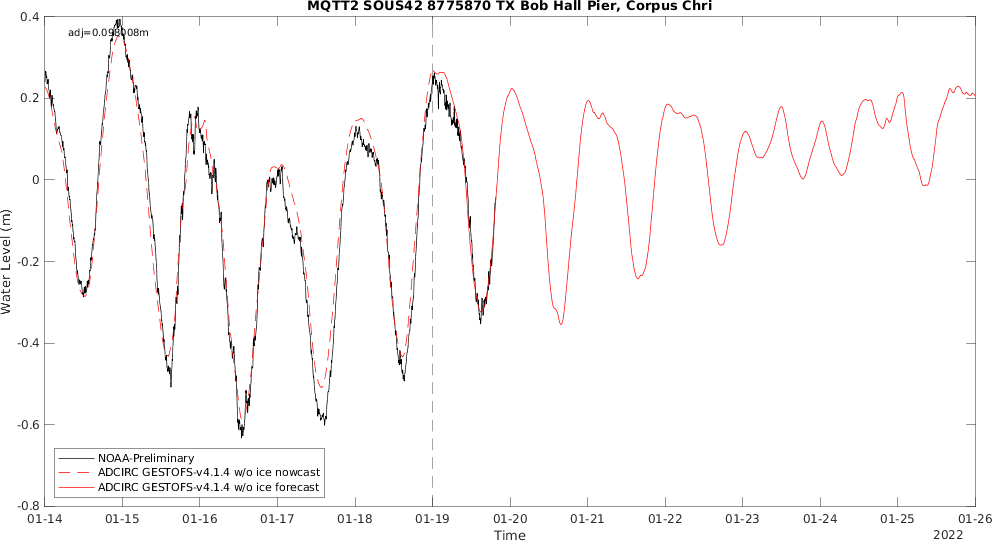 MQTT2 SOUS42 8775870 TX Bob Hall Pier, Corpus Chri
adj=0.098008m
0.4
0.2
0
-0.2
-0.4
-0.6
-0.8
Water Level (m)
NOAA-Preliminary
ADCIRC GESTOFS-v4.1.4 w/o ice nowcast
ADCIRC GESTOFS-v4.1.4 w/o ice forecast
01-14 01-15 01-16 01-17 01-18 01-19 01-20 01-21 01-22 01-23 01-24 01-25 01-26
Time
2022